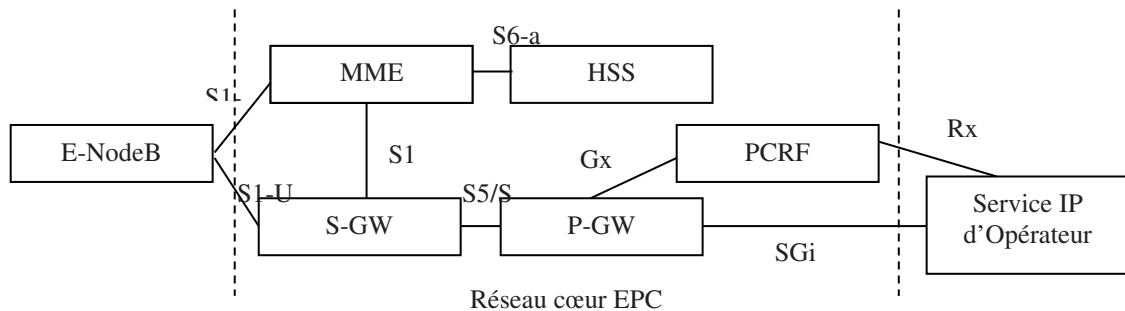 S6-a
MME
HSS
S1-
E-NodeB
S1
Gx
PCRF
Rx
S1-U
S5/S
S-GW
P-GW
SGi
Service IP
d'Opérateur
Réseau cœur EPC